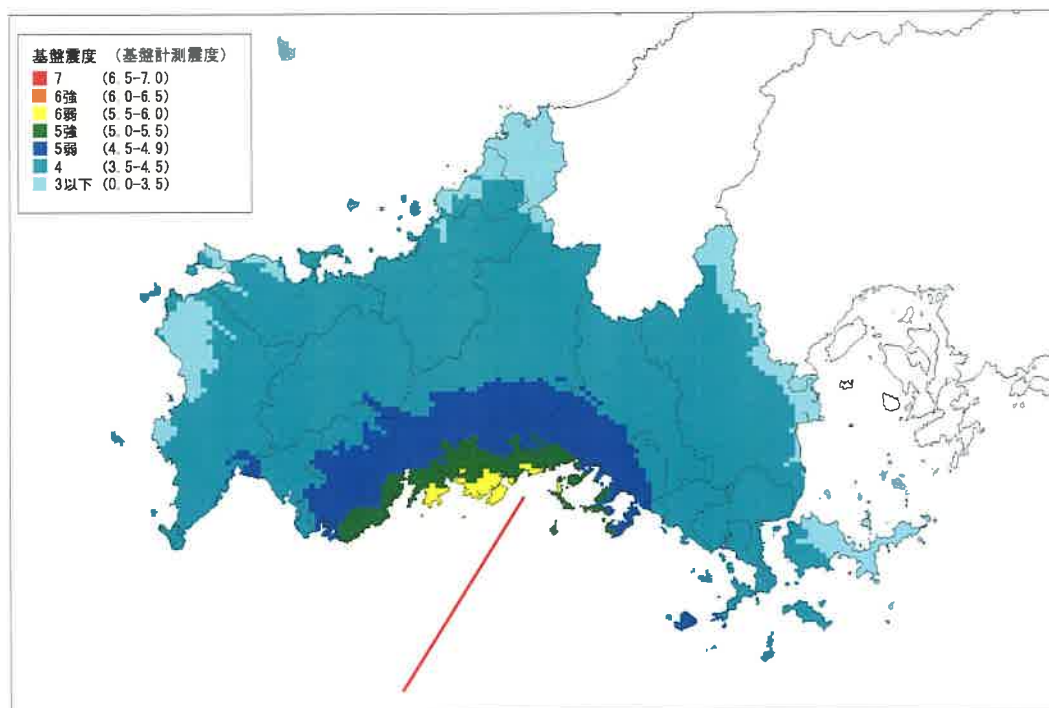 基盤震度 (基盤計測震度)
7 (6.5-7.0)
6強 (6.0-6.5)
6弱 (5.5-6.0)
5強 (5.0-5.5)
5弱 (4.5-4.9)
4 (3.5-4.5)
3以下 (0.0-3.5)